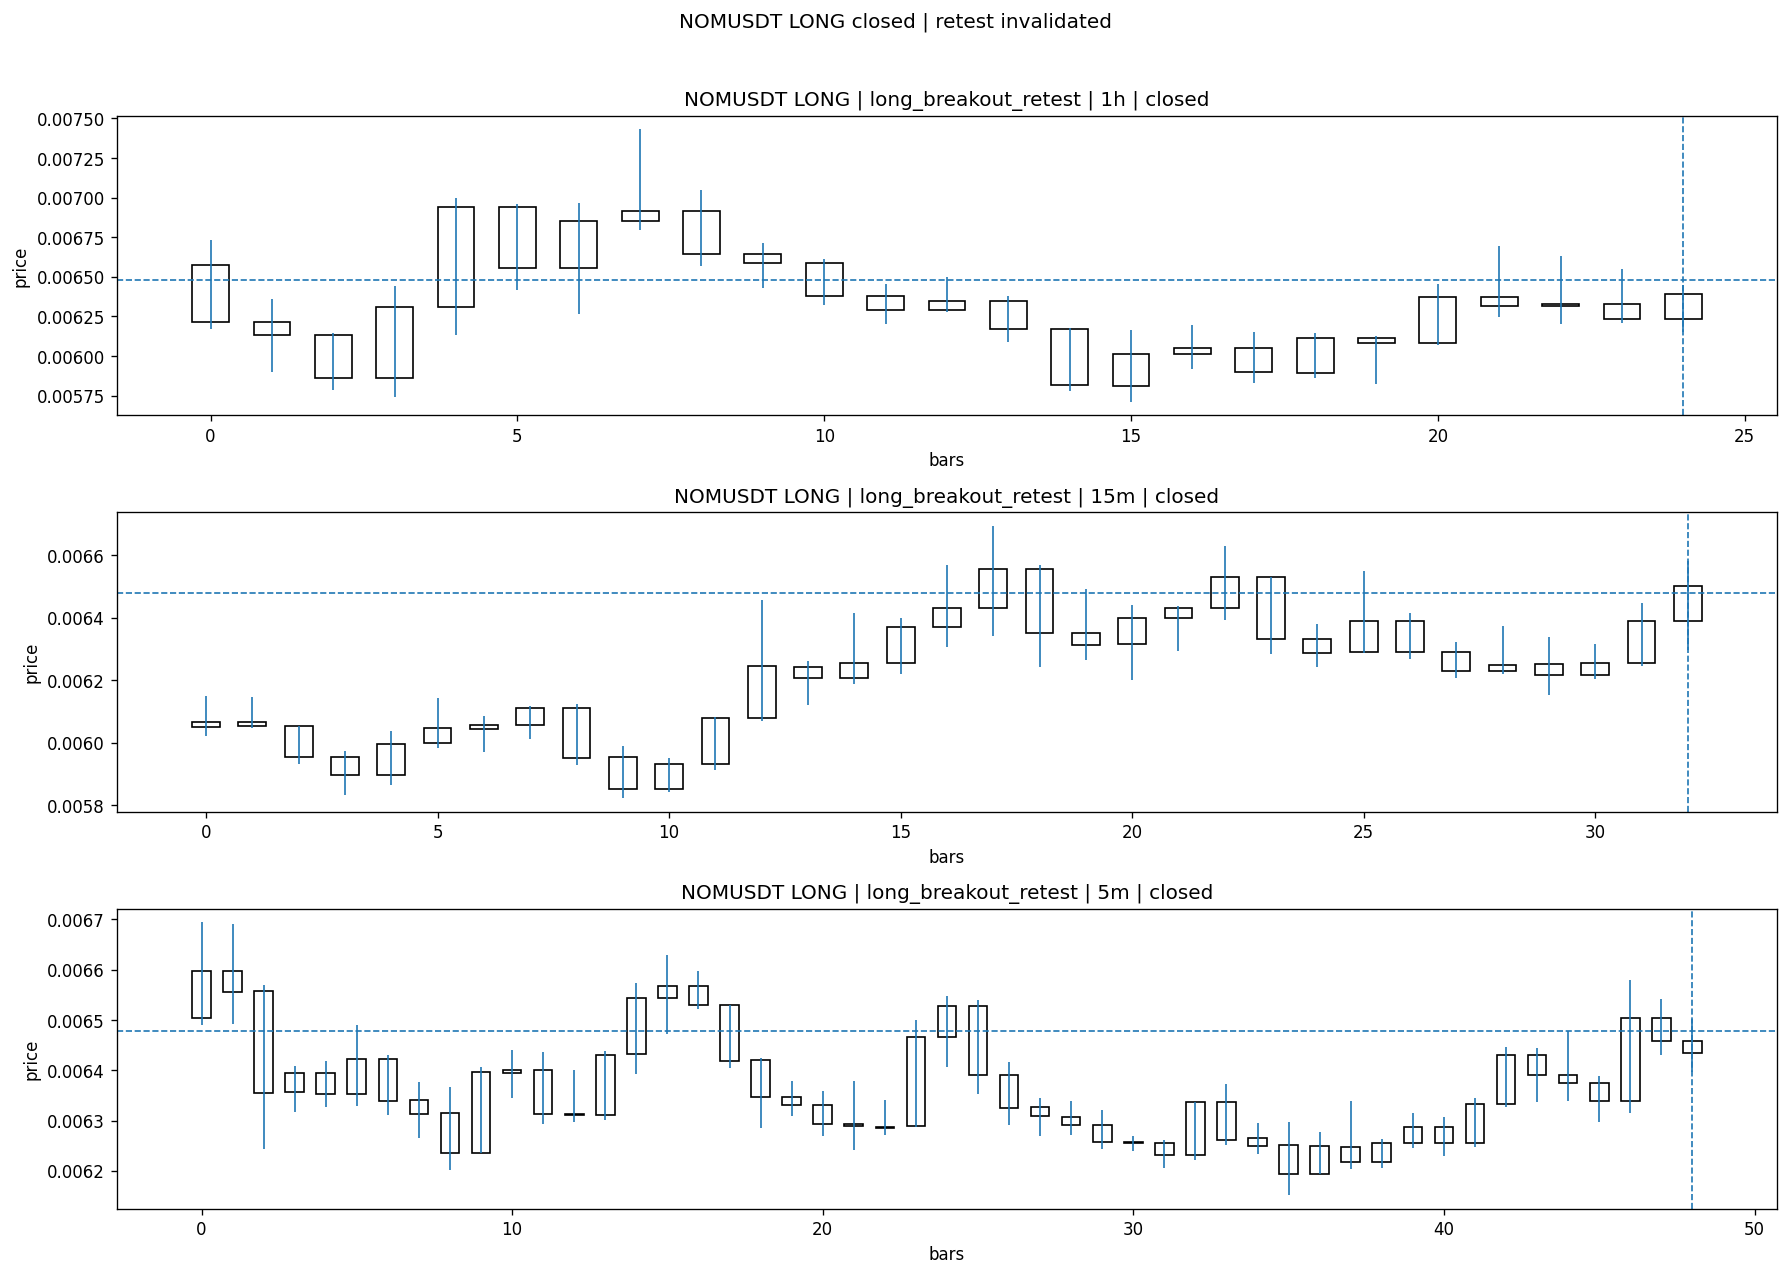 NOMUSDT LONG closed | retest invalidated
NOMUSDT LONG | long_breakout_retest | 1h | closed
0.00750
0.00725
0.00700
0.00675
0.00650
0.00625
0.00600
0.00575
price
0 5 10 15 20 25
bars
NOMUSDT LONG | long_breakout_retest | 15m | closed
0.0066
0.0064
0.0062
0.0060
0.0058
price
0 5 10 15 20 25 30
bars
NOMUSDT LONG | long_breakout_retest | 5m | closed
0.0067
0.0066
0.0065
0.0064
0.0063
0.0062
price
0 10 20 30 40 50
bars